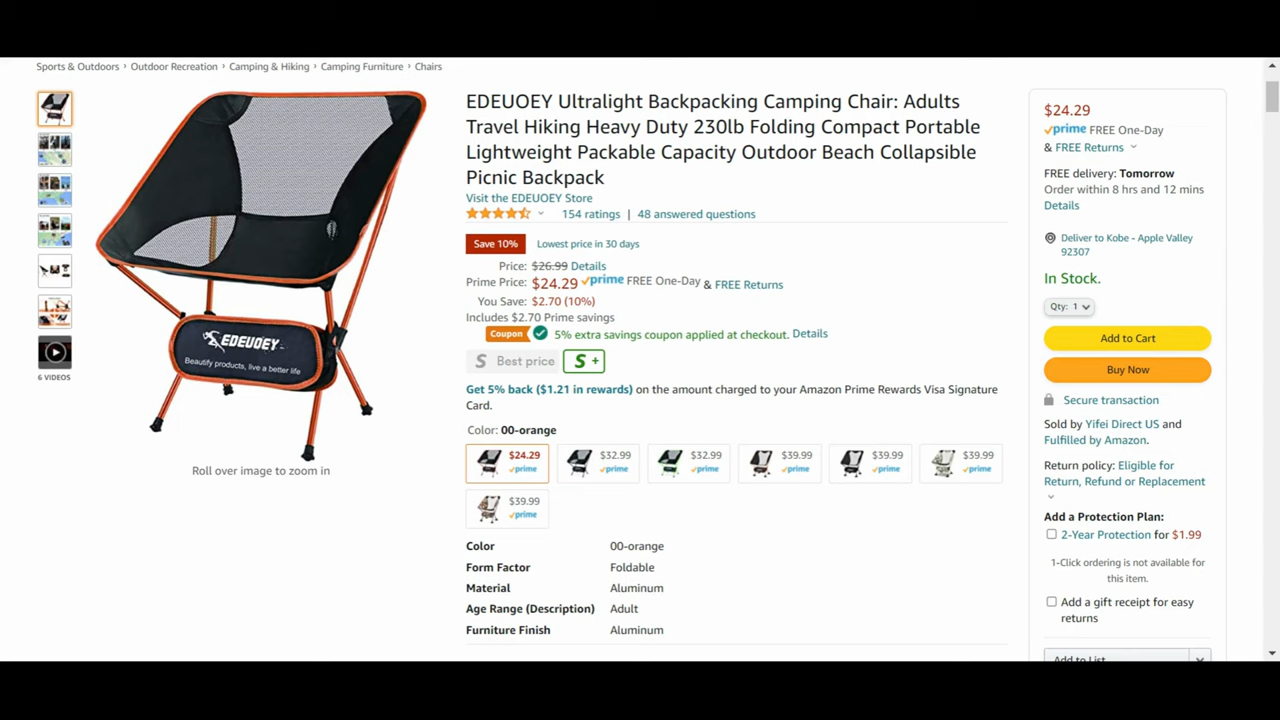 Sports & Outdoors › Outdoor Recreation › Camping & Hiking › Camping Furniture › Chairs
6 VIDEOS
EDEUOEY
Beautify products, live a better life
Roll over image to zoom in
EDEUOEY Ultralight Backpacking Camping Chair: Adults
Travel Hiking Heavy Duty 230lb Folding Compact Portable
Lightweight Packable Capacity Outdoor Beach Collapsible
Picnic Backpack
Visit the EDEUOEY Store
154 ratings | 48 answered questions
Save 10% Lowest price in 30 days
Price: $26.99 Details
Prime Price: $24.29 prime FREE One-Day & FREE Returns
You Save: $2.70 (10%)
Includes $2.70 Prime savings
Coupon 5% extra savings coupon applied at checkout. Details
S Best price S +
Get 5% back ($1.21 in rewards) on the amount charged to your Amazon Prime Rewards Visa Signature
Card.
Color: 00-orange
$24.29 $32.99 $32.99 $39.99 $39.99 $39.99
prime prime prime prime prime prime
$39.99
prime
Color 00-orange
Form Factor Foldable
Material Aluminum
Age Range (Description) Adult
Furniture Finish Aluminum
$24.29
prime FREE One-Day
& FREE Returns
FREE delivery: Tomorrow
Order within 8 hrs and 12 mins
Details
Deliver to Kobe - Apple Valley
92307
In Stock.
Qty: 1
Add to Cart
Buy Now
Secure transaction
Sold by Yifei Direct US and
Fulfilled by Amazon.
Return policy: Eligible for
Return, Refund or Replacement
Add a Protection Plan:
2-Year Protection for $1.99
1-Click ordering is not available for
this item.
Add a gift receipt for easy
returns
Add to List